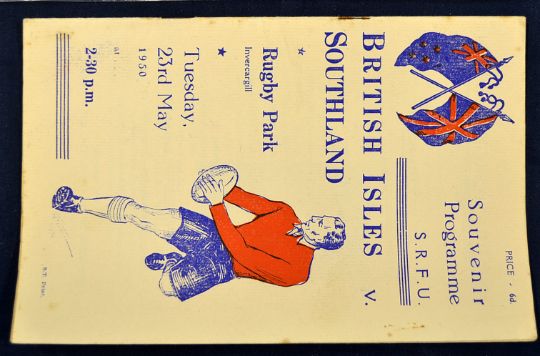 PRICE - 6d.
Souvenir
Programme
S.R.F.U.
BRITISH ISLES v.
SOUTHLAND
Rugby Park
Invercargill
Tuesday,
23rd May
1950
at
2-30 p.m.